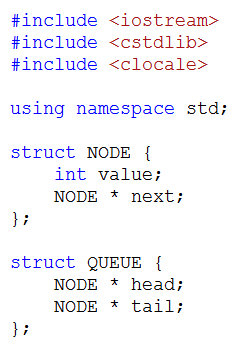 #include <iostream>
#include <cstdlib>
#include <clocale>
using namespace std;
struct NODE {
    int value;
    NODE * next;
};
struct QUEUE {
    NODE * head;
    NODE * tail;
};